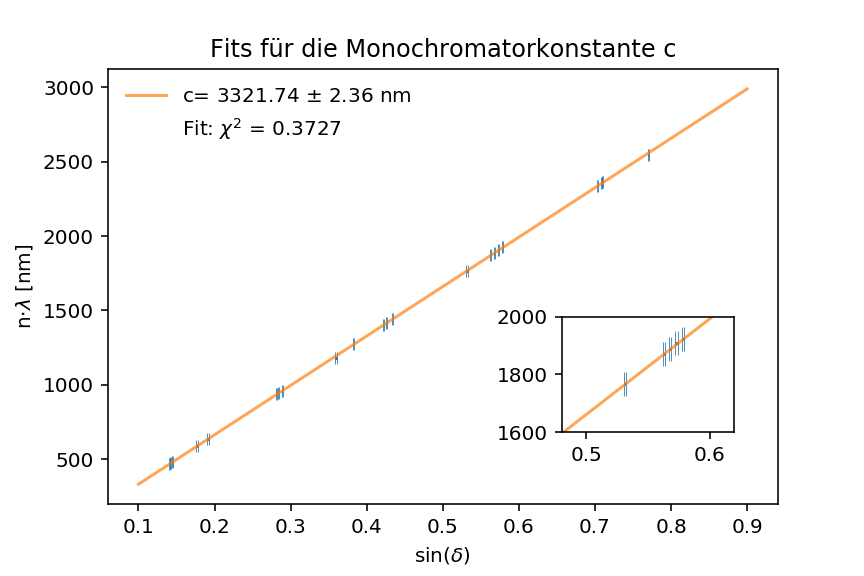 Fits für die Monochromatorkonstante c
c= 3321.74 ± 2.36 nm
Fit: χ² = 0.3727
n·λ [nm]
3000
2500
2000
1500
1000
500
2000
1800
1600
0.5 0.6
0.1 0.2 0.3 0.4 0.5 0.6 0.7 0.8 0.9
sin(δ)